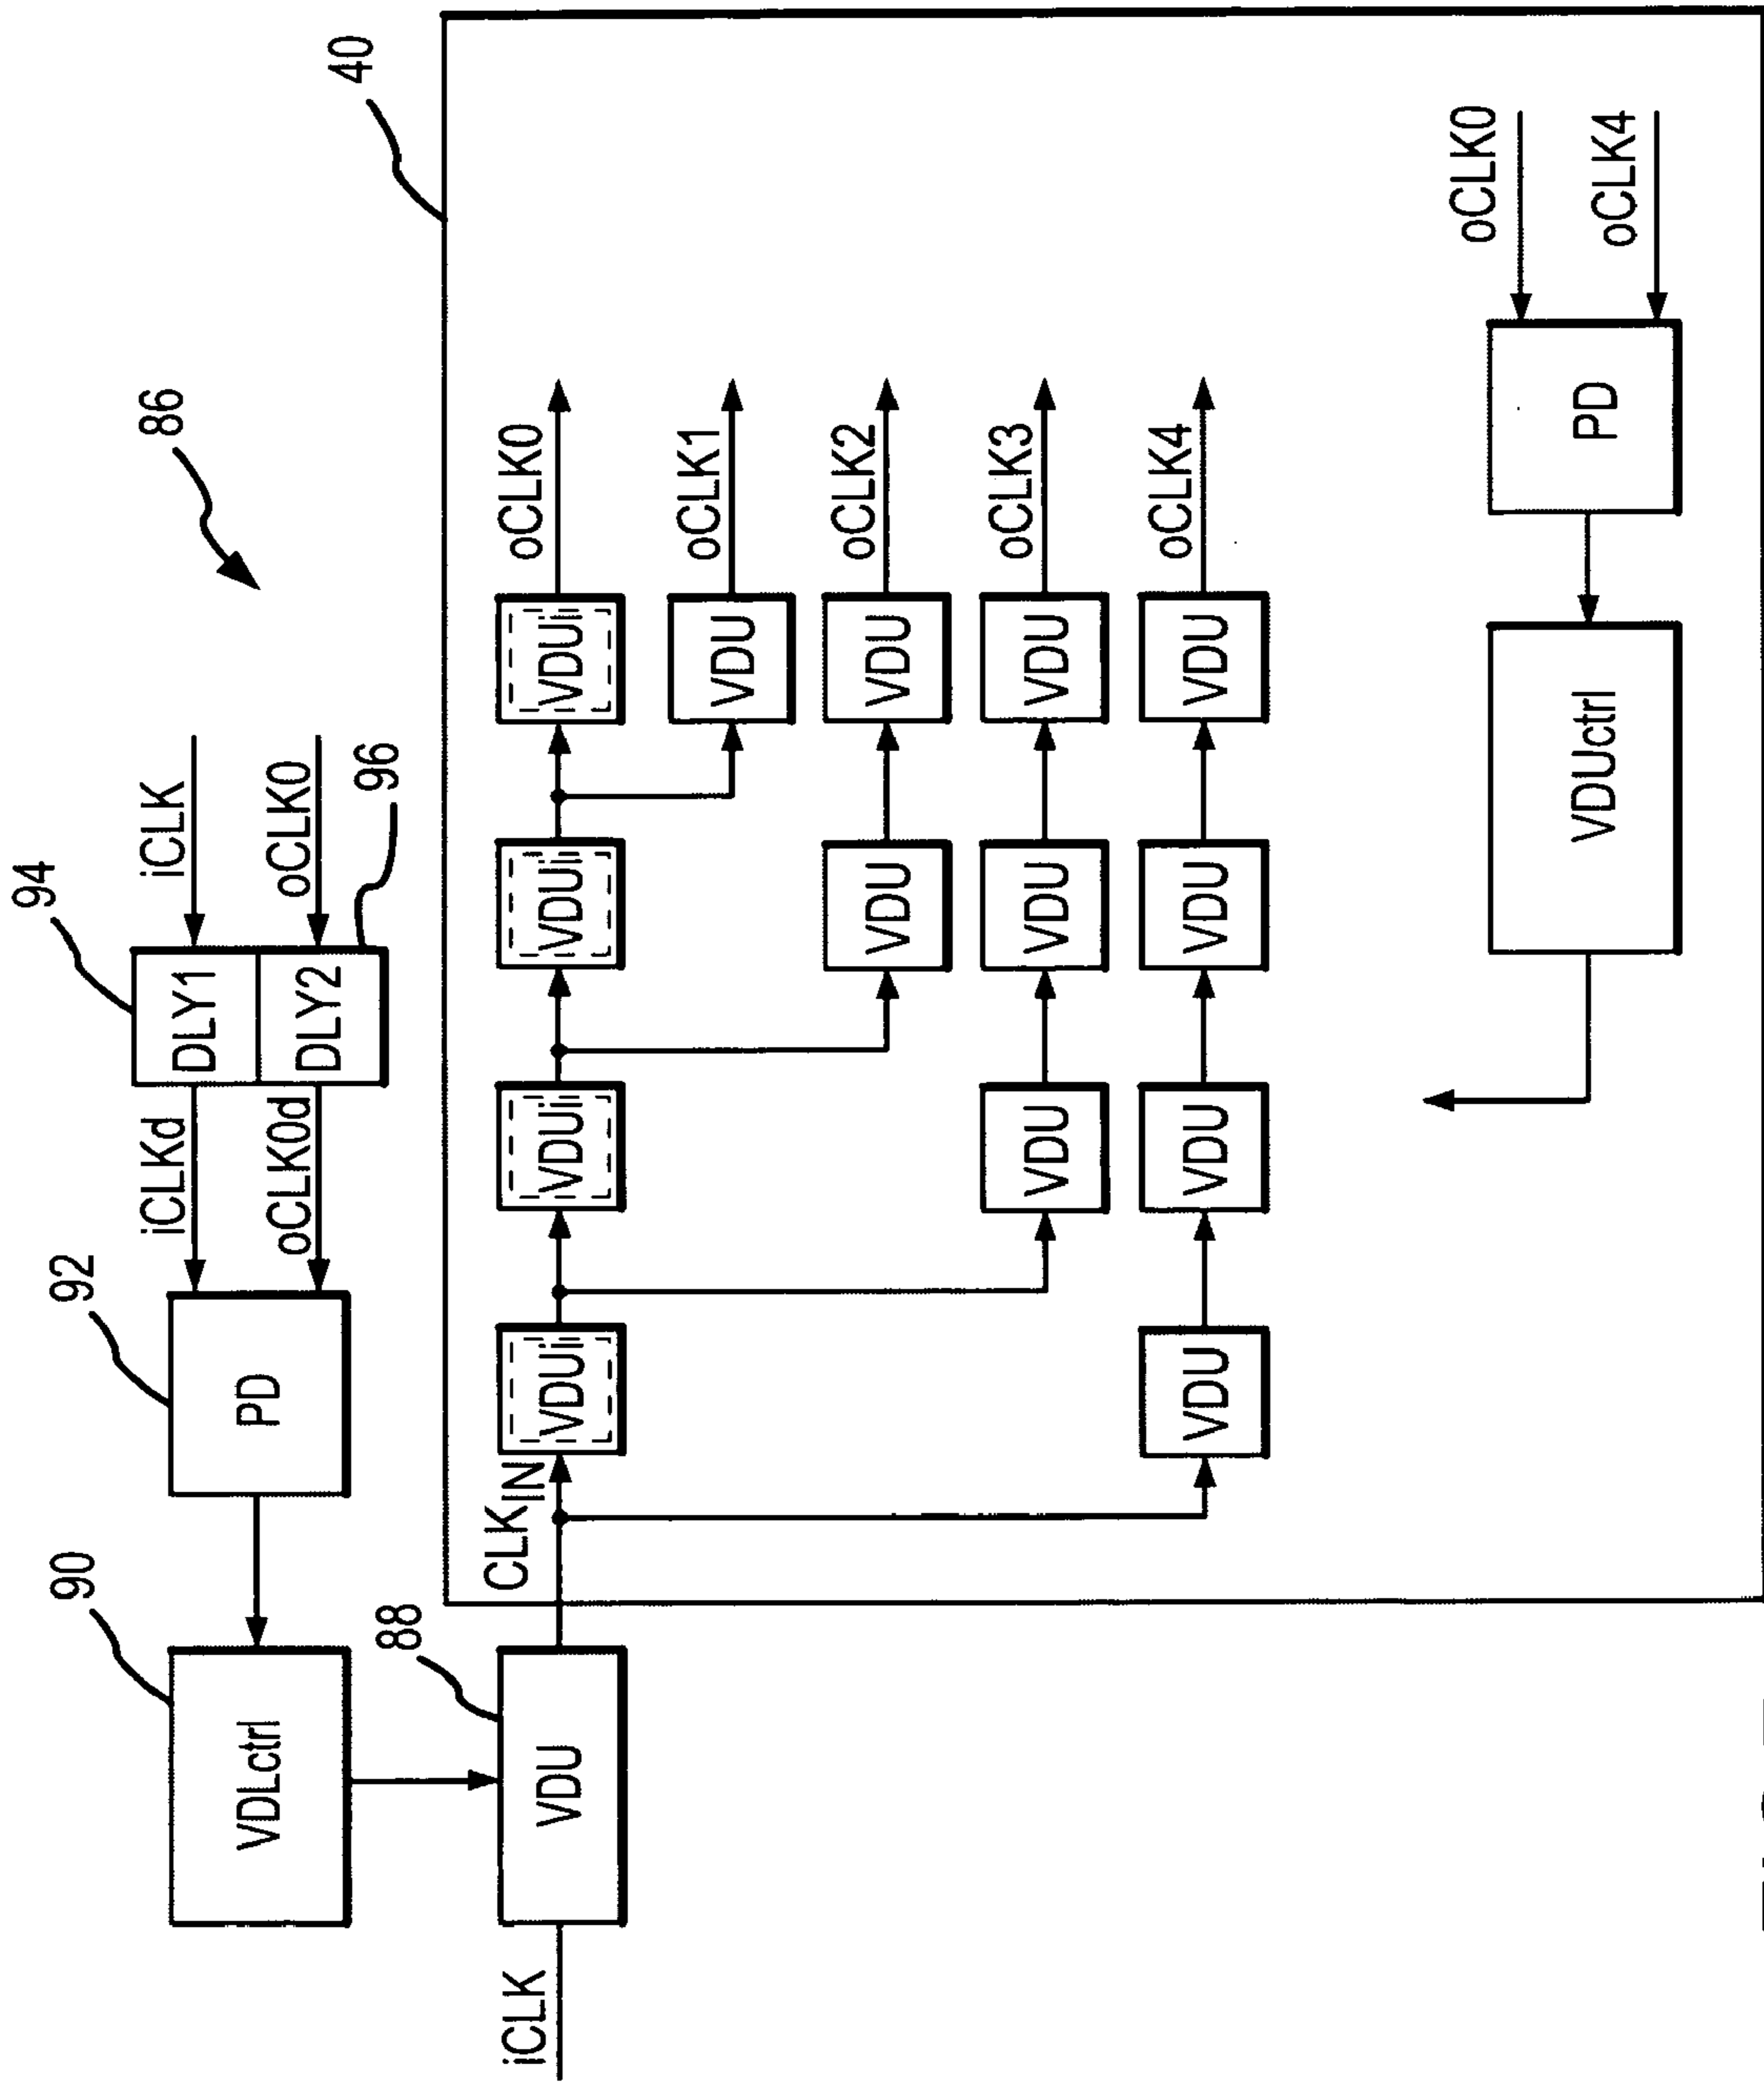 86
94
iCLK
DLY1
iCLKd
92
PD
90
VDLctrl
oCLK0
DLY2
96
oCLK0d
40
88
iCLK
VDU
CLKIN
VDUi
VDUi
VDUi
VDUi
oCLK0
VDU
oCLK1
VDU
VDU
oCLK2
VDU
VDU
VDU
oCLK3
VDU
VDU
VDU
VDU
oCLK4
VDUctrl
PD
oCLK0
oCLK4